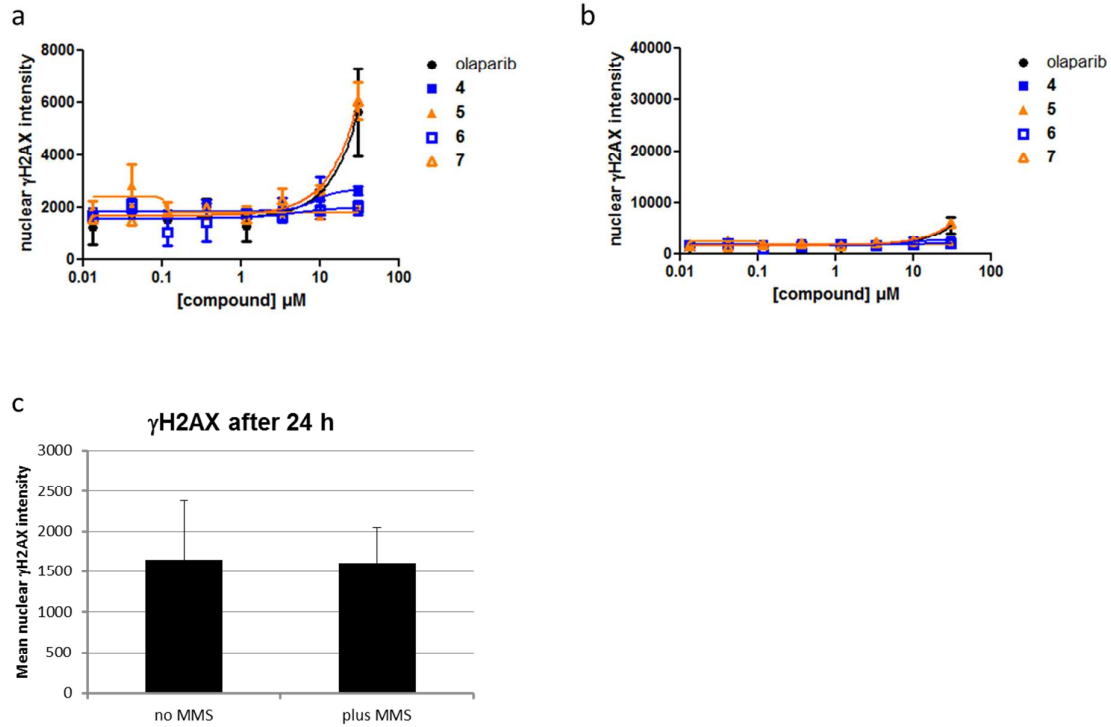 a
nuclear γH2AX intensity
8000
6000
4000
2000
0
0.01 0.1 1 10 100
[compound] μM
olaparib
4
5
6
7
b
nuclear γH2AX intensity
40000
30000
20000
10000
0
0.01 0.1 1 10 100
[compound] μM
olaparib
4
5
6
7
c
γH2AX after 24 h
Mean nuclear γH2AX intensity
3000
2500
2000
1500
1000
500
0
no MMS plus MMS